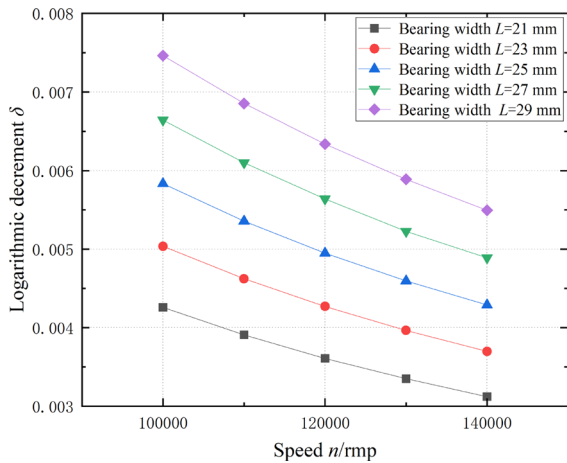 0.008
0.007
0.006
0.005
0.004
0.003
Logarithmic decrement δ
Bearing width L=21 mm
Bearing width L=23 mm
Bearing width L=25 mm
Bearing width L=27 mm
Bearing width L=29 mm
100000 120000 140000
Speed n/rmp